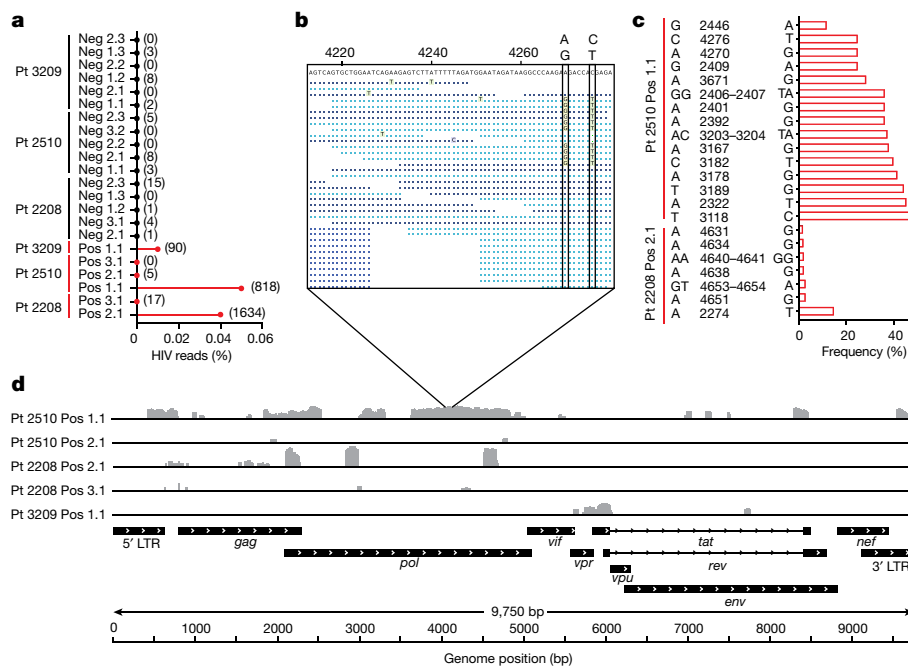 a
Pt 3209
Neg 2.3 (0)
Neg 1.3 (3)
Neg 2.2 (0)
Neg 1.2 (8)
Neg 2.1 (0)
Neg 1.1 (2)
Pt 2510
Neg 2.3 (5)
Neg 3.2 (0)
Neg 2.2 (0)
Neg 2.1 (8)
Neg 1.1 (3)
Pt 2208
Neg 2.3 (15)
Neg 1.3 (0)
Neg 1.2 (1)
Neg 3.1 (4)
Neg 2.1 (1)
Pt 3209
Pos 1.1 (90)
Pt 2510
Pos 3.1 (0)
Pos 2.1 (5)
Pos 1.1 (818)
Pt 2208
Pos 3.1 (17)
Pos 2.1 (1634)
0 0.02 0.04 0.06
HIV reads (%)
b
A C
4220 4240 4260 G T
AGTCAGTGCTGGAATCAGAAGAGTCTTATTTTTAGATGGAATAGATAAGGCCCAAGAAGACCACGAGA
c
Pt 2510 Pos 1.1
G 2446 A
C 4276 T
A 4270 G
G 2409 A
A 3671 G
GG 2406–2407 TA
A 2401 G
A 2392 G
AC 3203–3204 TA
A 3167 G
C 3182 T
A 3178 G
T 3189 G
A 2322 T
T 3118 C
Pt 2208 Pos 2.1
A 4631 G
A 4634 G
AA 4640–4641 GG
A 4638 G
GT 4653–4654 A
A 4651 G
A 2274 T
0 20 40
Frequency (%)
d
Pt 2510 Pos 1.1
Pt 2510 Pos 2.1
Pt 2208 Pos 2.1
Pt 2208 Pos 3.1
Pt 3209 Pos 1.1
5′ LTR gag vif tat nef
pol vpr rev 3′ LTR
vpu
env
9,750 bp
0 1000 2000 3000 4000 5000 6000 7000 8000 9000
Genome position (bp)